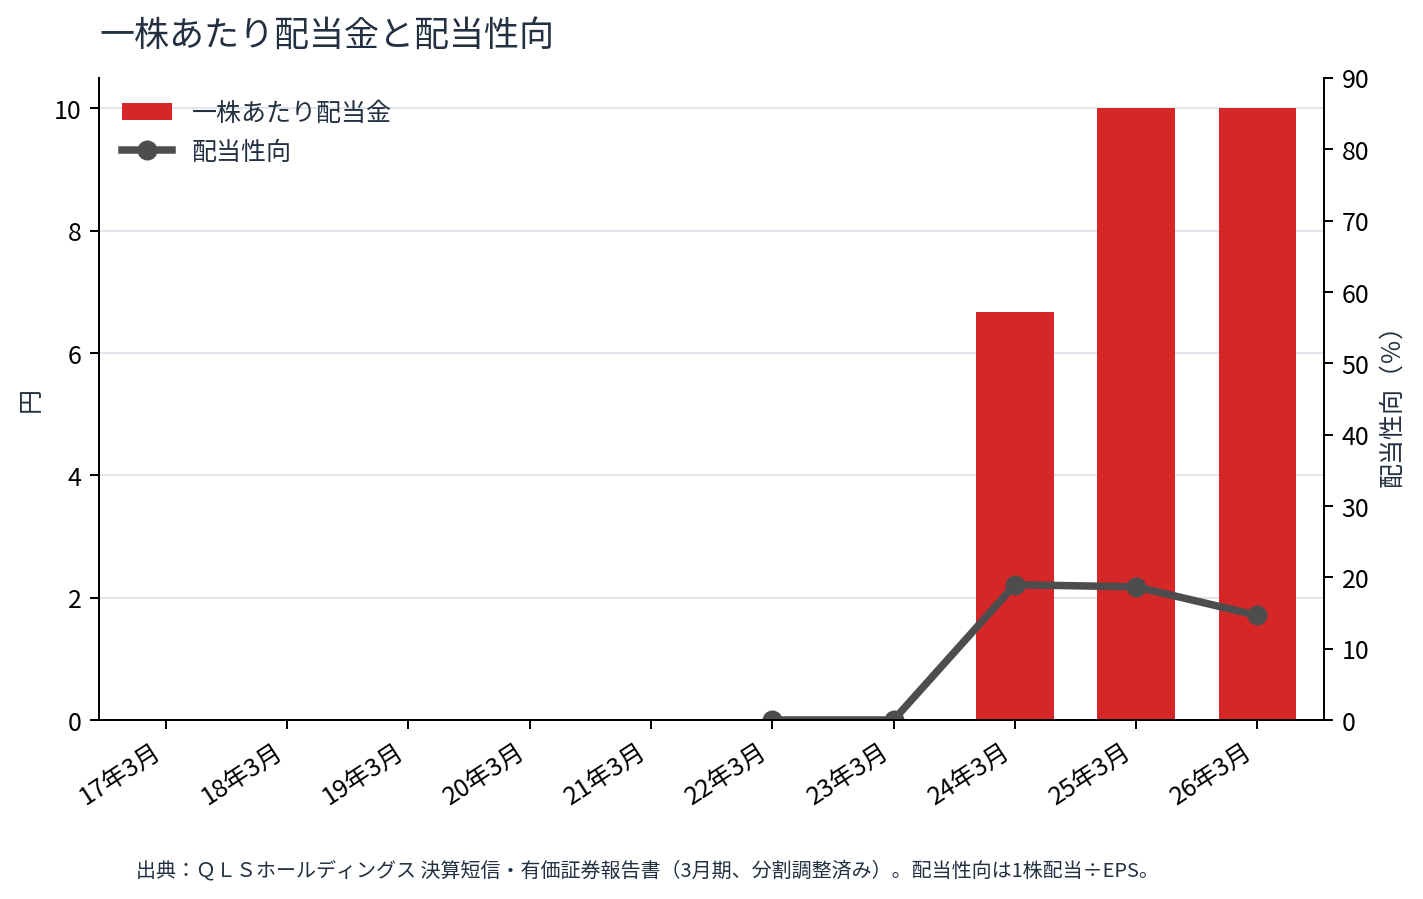 一株あたり配当金と配当性向
一株あたり配当金
配当性向
10
8
6
4
2
0
円
90
80
70
60
50
40
30
20
10
0
配当性向（%）
17年3月
18年3月
19年3月
20年3月
21年3月
22年3月
23年3月
24年3月
25年3月
26年3月
出典：ＱＬＳホールディングス 決算短信・有価証券報告書（3月期、分割調整済み）。配当性向は1株配当÷EPS。